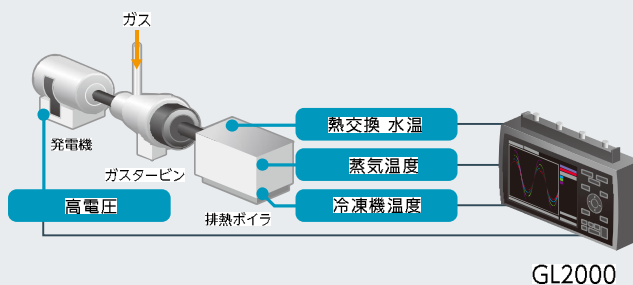 ガス
発電機
ガスタービン
高電圧
排熱ボイラ
熱交換 水温
蒸気温度
冷凍機温度
GL2000